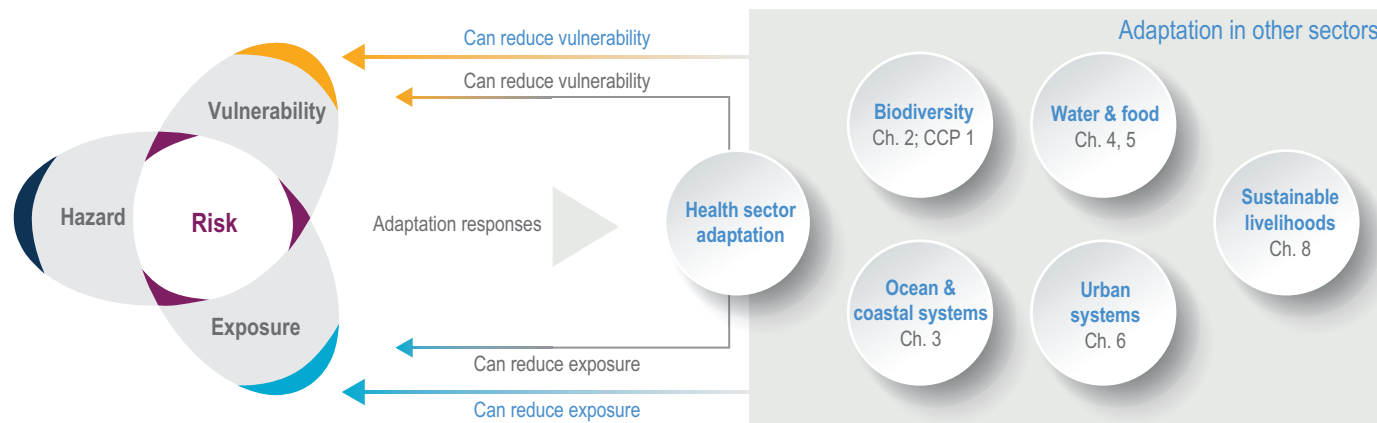 Can reduce vulnerability
Can reduce vulnerability
Adaptation in other sectors
Vulnerability
Hazard
Risk
Exposure
Adaptation responses
Health sector
adaptation
Biodiversity
Ch. 2; CCP 1
Water & food
Ch. 4, 5
Sustainable
livelihoods
Ch. 8
Ocean &
coastal systems
Ch. 3
Urban
systems
Ch. 6
Can reduce exposure
Can reduce exposure